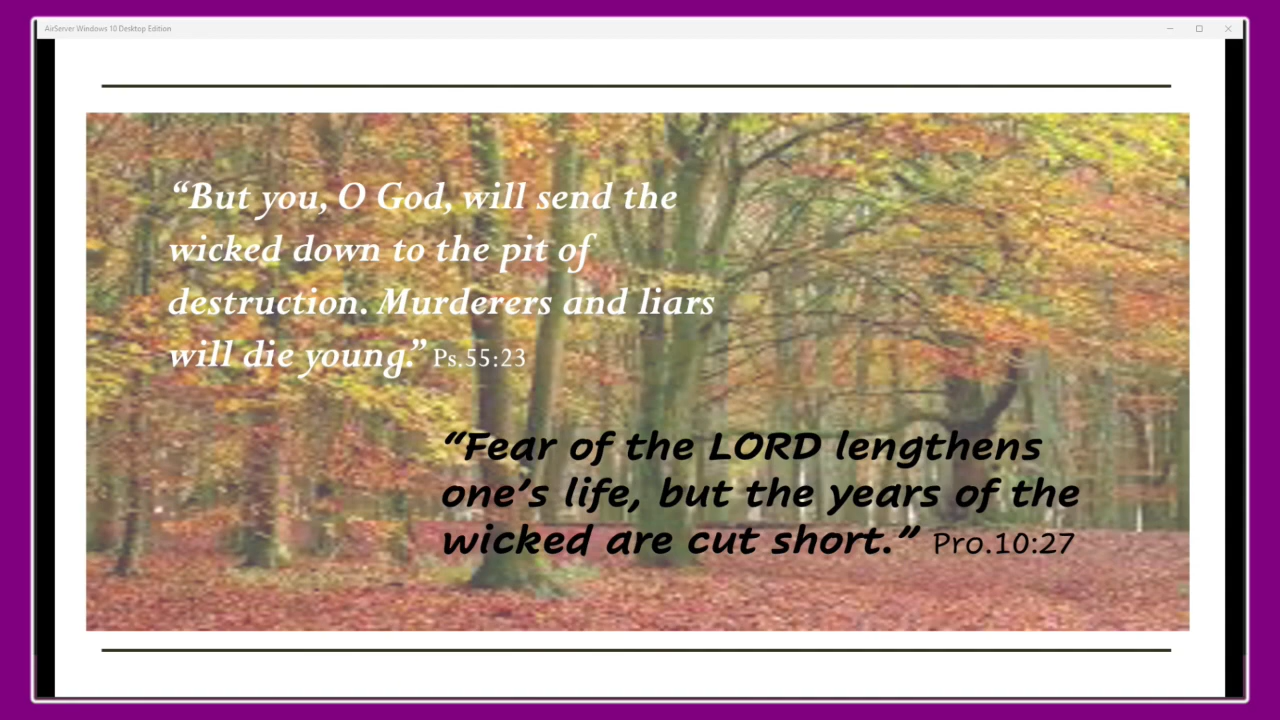 AirServer Windows 10 Desktop Edition
“But you, O God, will send the
wicked down to the pit of
destruction. Murderers and liars
will die young.” Ps.55:23
“Fear of the LORD lengthens
one’s life, but the years of the
wicked are cut short.” Pro.10:27